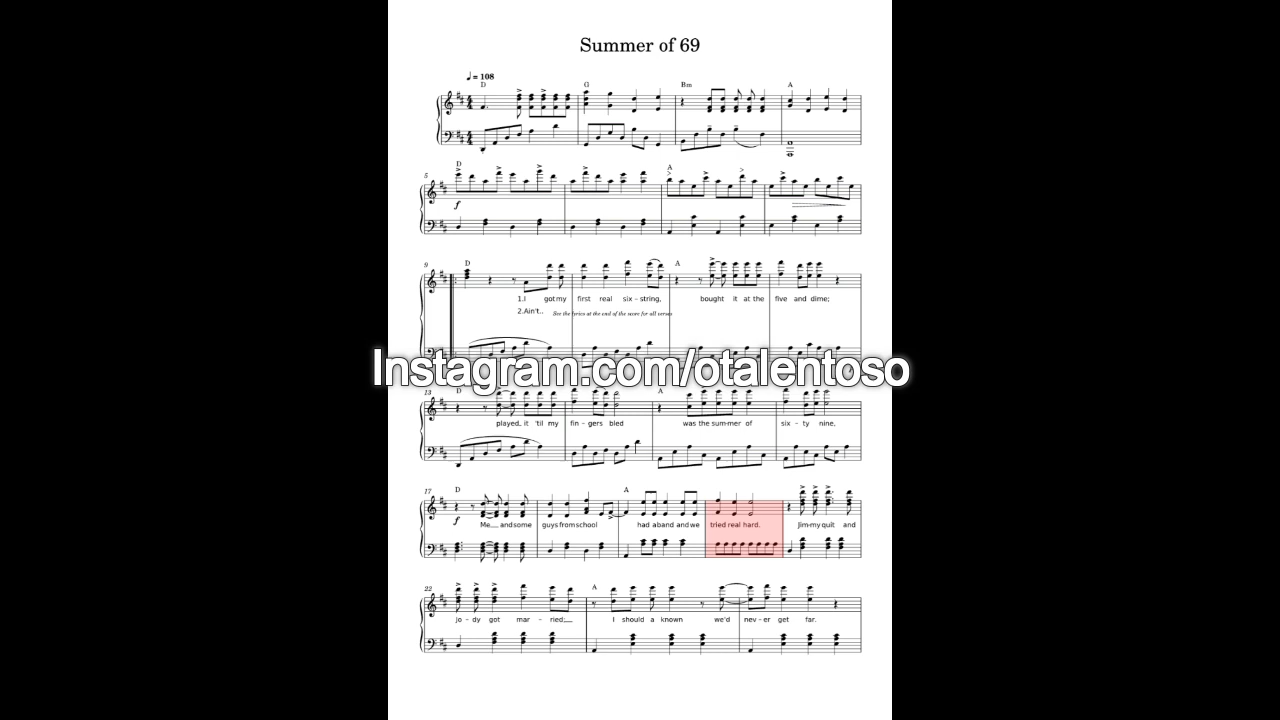 Summer of 69
♩ = 108
D G Bm A
5 D A
f
9 D A
1.I got my first real six – string, bought it at the five and dime;
2.Ain't.. See the lyrics at the end of the score for all verses
Instagram.com/otalentoso
13 D A
played, it 'til my fin – gers bled was the sum-mer of six – ty nine,
17 D A
f
Me__ and some guys from school had a band and we tried real hard. Jim-my quit and
22 A
jo – dy got mar – ried;__ I should a known we'd nev – er get far.